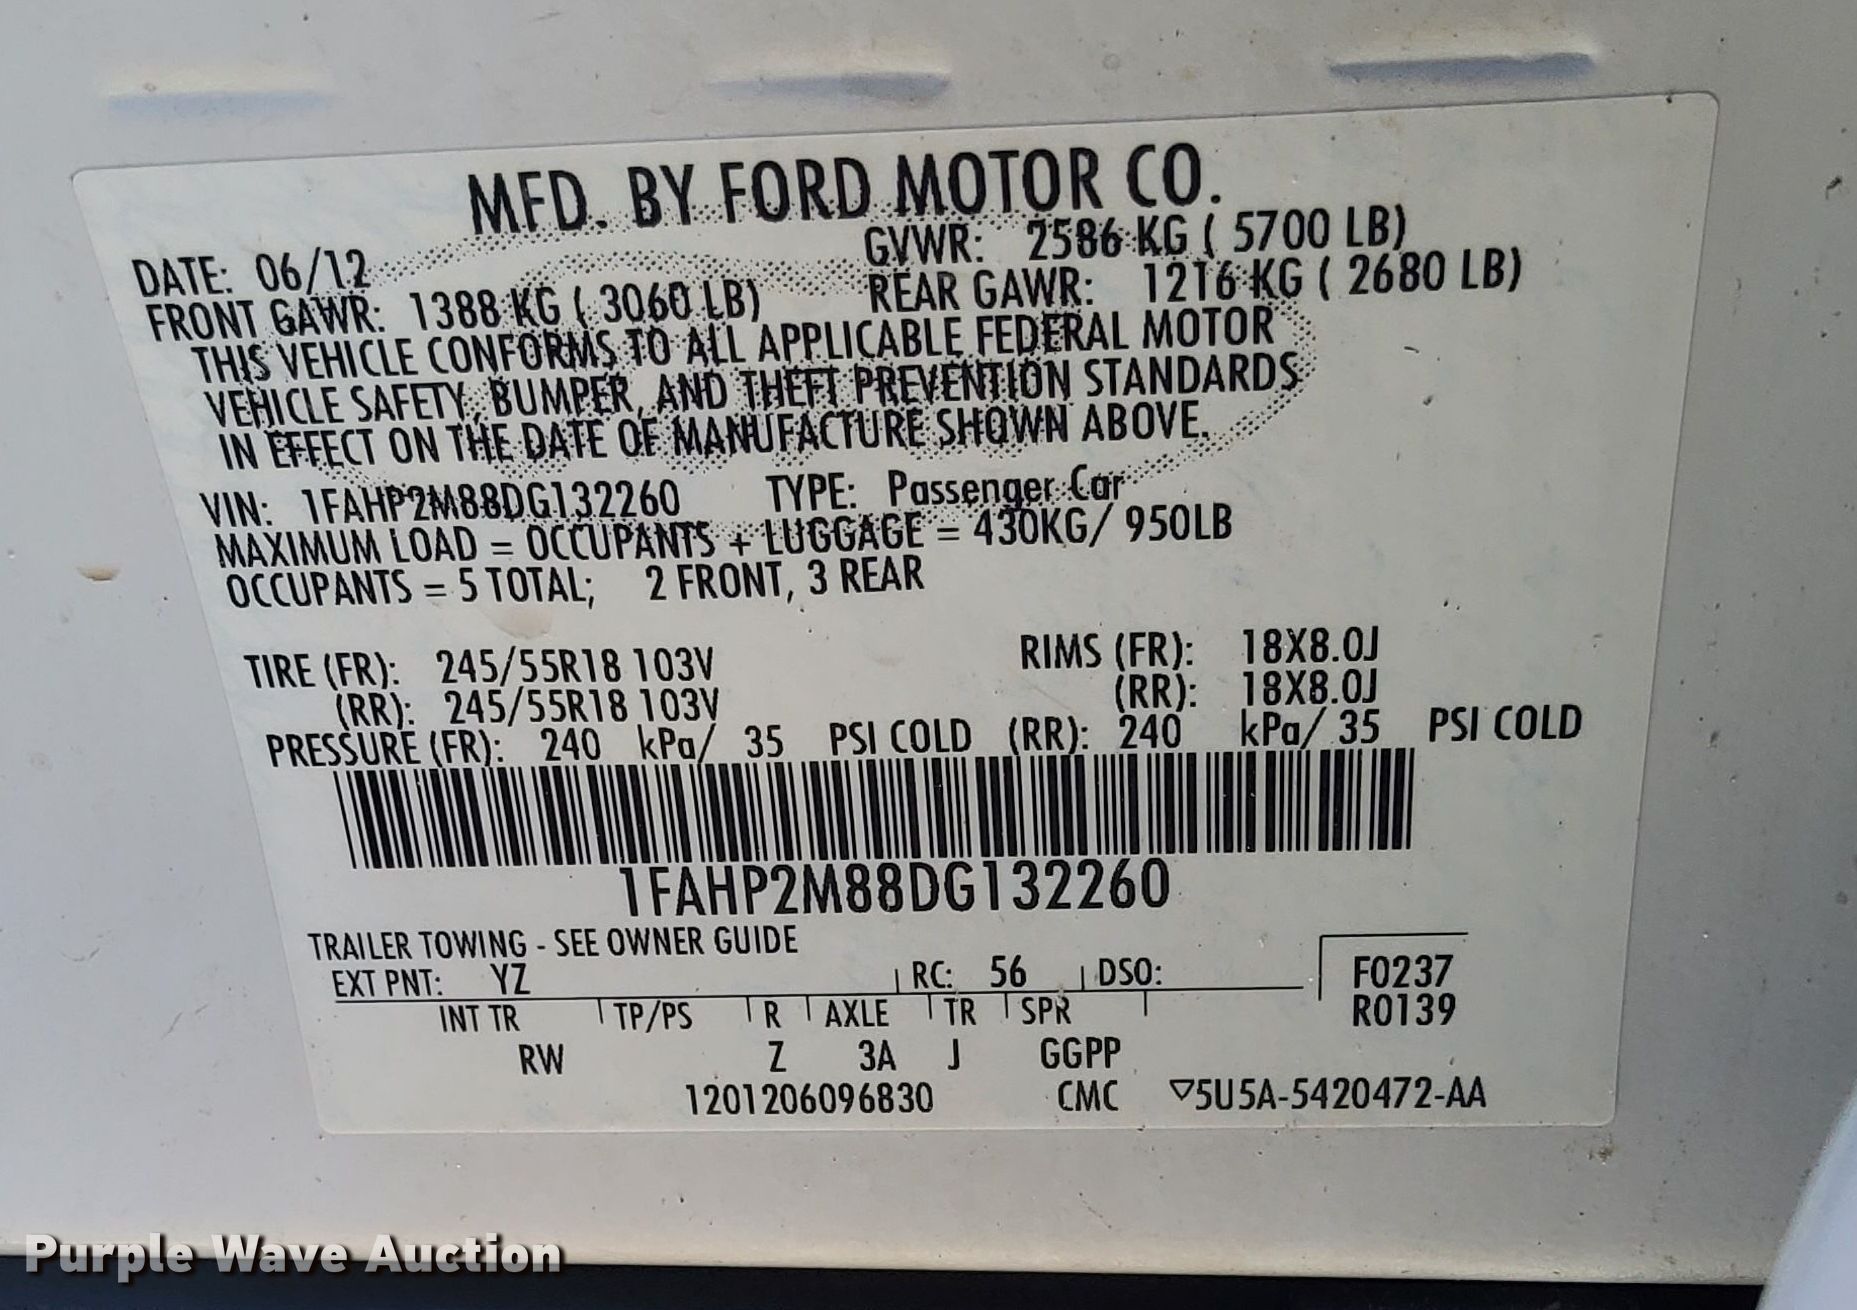 MFD. BY FORD MOTOR CO.
DATE: 06/12 GVWR: 2586 KG ( 5700 LB)
FRONT GAWR: 1388 KG ( 3060 LB) REAR GAWR: 1216 KG ( 2680 LB)
THIS VEHICLE CONFORMS TO ALL APPLICABLE FEDERAL MOTOR
VEHICLE SAFETY, BUMPER, AND THEFT PREVENTION STANDARDS
IN EFFECT ON THE DATE OF MANUFACTURE SHOWN ABOVE.
VIN: 1FAHP2M88DG132260 TYPE: Passenger Car
MAXIMUM LOAD = OCCUPANTS + LUGGAGE = 430KG/ 950LB
OCCUPANTS = 5 TOTAL; 2 FRONT, 3 REAR
TIRE (FR): 245/55R18 103V RIMS (FR): 18X8.0J
(RR): 245/55R18 103V (RR): 18X8.0J
PRESSURE (FR): 240 kPa/ 35 PSI COLD (RR): 240 kPa/ 35 PSI COLD
1FAHP2M88DG132260
TRAILER TOWING - SEE OWNER GUIDE
EXT PNT: YZ RC: 56 DSO: F0237
INT TR TP/PS R AXLE TR SPR R0139
RW Z 3A J GGPP
1201206096830 CMC ▽5U5A-5420472-AA
Purple Wave Auction